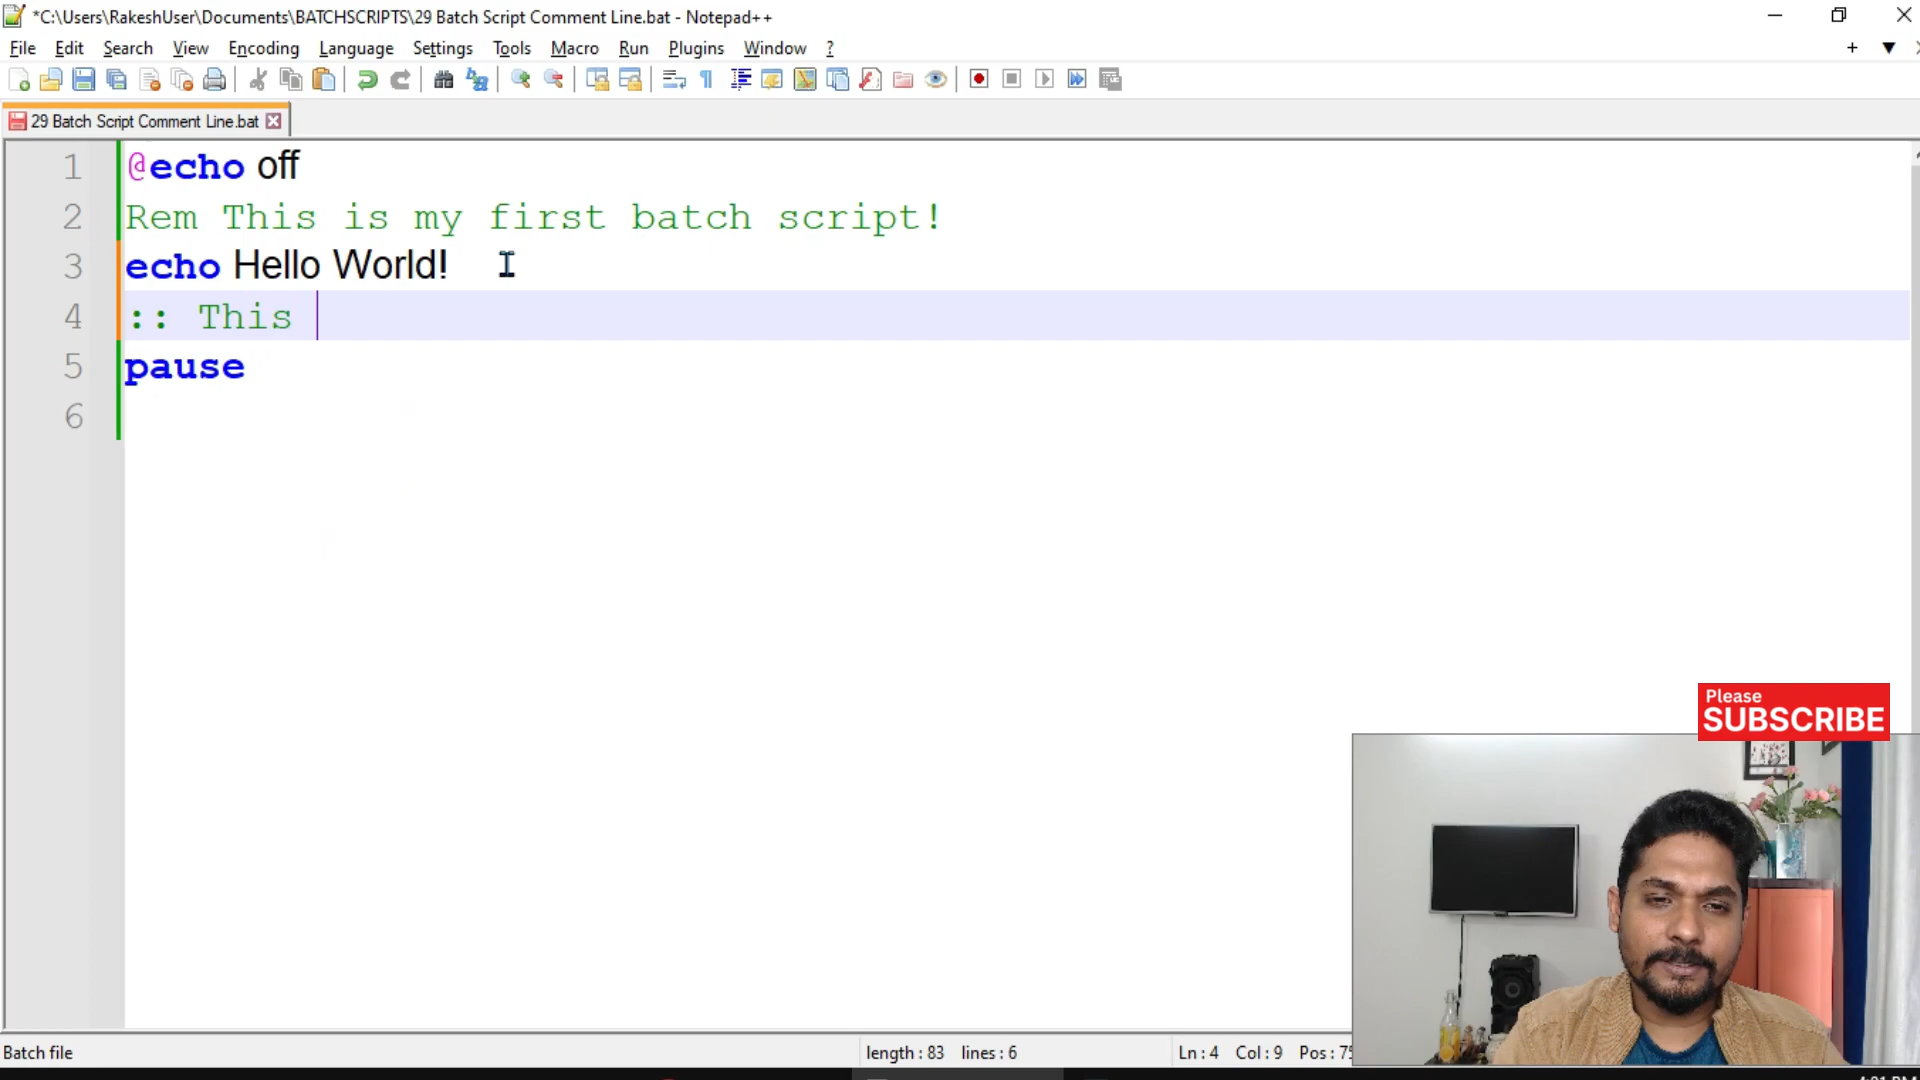 *C:\Users\RakeshUser\Documents\BATCHSCRIPTS\29 Batch Script Comment Line.bat - Notepad++
File Edit Search View Encoding Language Settings Tools Macro Run Plugins Window ?
29 Batch Script Comment Line.bat
1 @echo off
2 Rem This is my first batch script!
3 echo Hello World!
4 :: This
5 pause
6
Please
SUBSCRIBE
Batch file length : 83 lines : 6 Ln : 4 Col : 9 Pos : 75